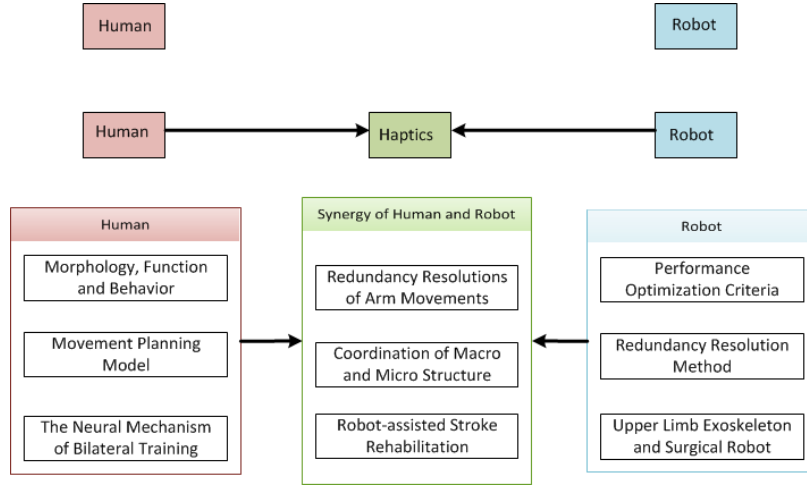 Human
Robot
Human
Haptics
Robot
Human
Morphology, Function
and Behavior
Movement Planning
Model
The Neural Mechanism
of Bilateral Training
Synergy of Human and Robot
Redundancy Resolutions
of Arm Movements
Coordination of Macro
and Micro Structure
Robot-assisted Stroke
Rehabilitation
Robot
Performance
Optimization Criteria
Redundancy Resolution
Method
Upper Limb Exoskeleton
and Surgical Robot